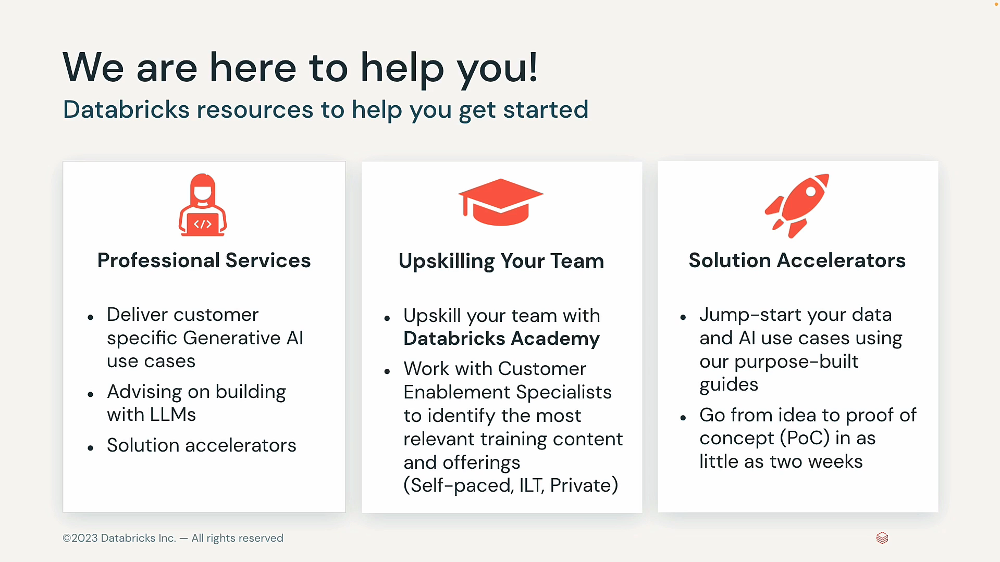 We are here to help you!
Databricks resources to help you get started
</>
Professional Services
• Deliver customer
specific Generative AI
use cases
• Advising on building
with LLMs
• Solution accelerators
Upskilling Your Team
• Upskill your team with
Databricks Academy
• Work with Customer
Enablement Specialists
to identify the most
relevant training content
and offerings
(Self-paced, ILT, Private)
Solution Accelerators
• Jump-start your data
and AI use cases using
our purpose-built
guides
• Go from idea to proof of
concept (PoC) in as
little as two weeks
©2023 Databricks Inc. — All rights reserved